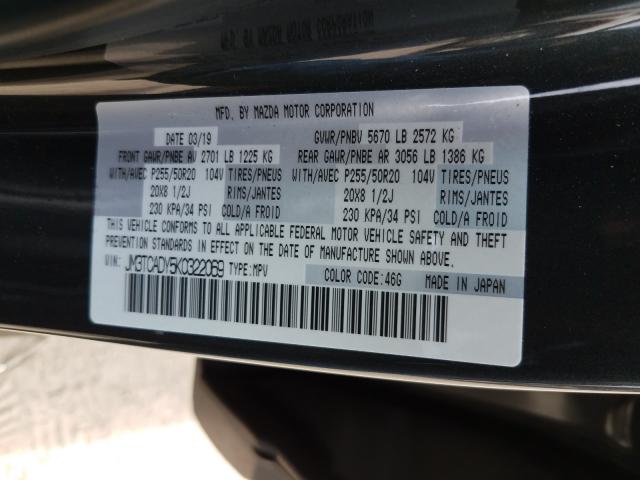 MFD. BY MAZDA MOTOR CORPORATION
DATE 03/19 GVWR/PNBV 5670 LB 2572 KG
FRONT GAWR/PNBE AV 2701 LB 1225 KG REAR GAWR/PNBE AR 3056 LB 1386 KG
WITH/AVEC P255/50R20 104V TIRES/PNEUS WITH/AVEC P255/50R20 104V TIRES/PNEUS
20X8 1/2J RIMS/JANTES 20X8 1/2J RIMS/JANTES
230 KPA/34 PSI COLD/A FROID 230 KPA/34 PSI COLD/A FROID
THIS VEHICLE CONFORMS TO ALL APPLICABLE FEDERAL MOTOR VEHICLE SAFETY AND THEFT
PREVENTION STANDARDS IN EFFECT ON THE DATE OF MANUFACTURE SHOWN ABOVE.
VIN: JM3TCADY5K0322069 TYPE:MPV COLOR CODE:46G MADE IN JAPAN